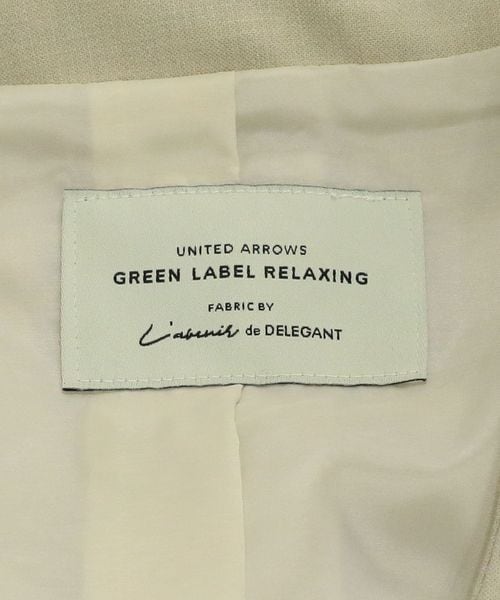 UNITED ARROWS
GREEN LABEL RELAXING
FABRIC BY
L'avenir de DELEGANT